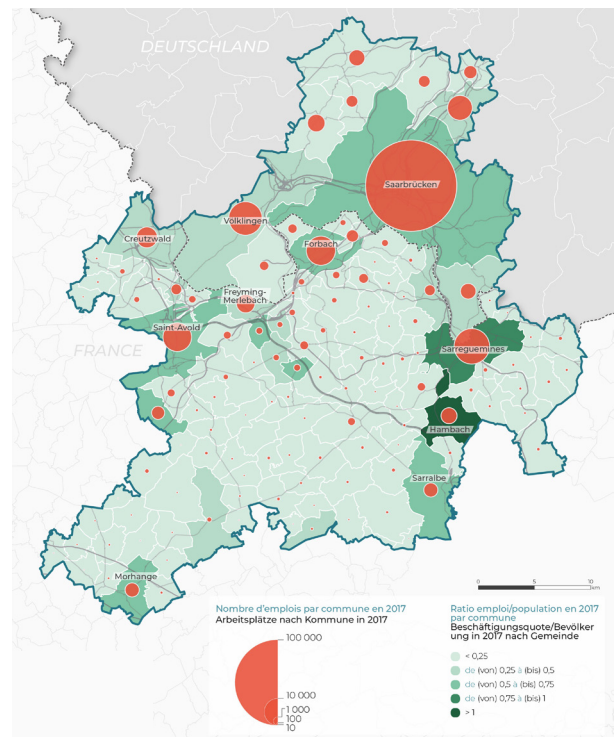 DEUTSCHLAND
Saarbrücken
Völklingen
Creutzwald
Forbach
Freyming-
Merlebach
Saint-Avold
FRANCE
Sarreguemines
Hambach
Sarralbe
Morhange
0 5 10
km
Nombre d'emplois par commune en 2017
Arbeitsplätze nach Kommune in 2017
100 000
10 000
1 000
100
10
Ratio emploi/population en 2017
par commune
Beschäftigungsquote/Bevölker
ung in 2017 nach Gemeinde
< 0,25
de (von) 0,25 à (bis) 0,5
de (von) 0,5 à (bis) 0,75
de (von) 0,75 à (bis) 1
> 1